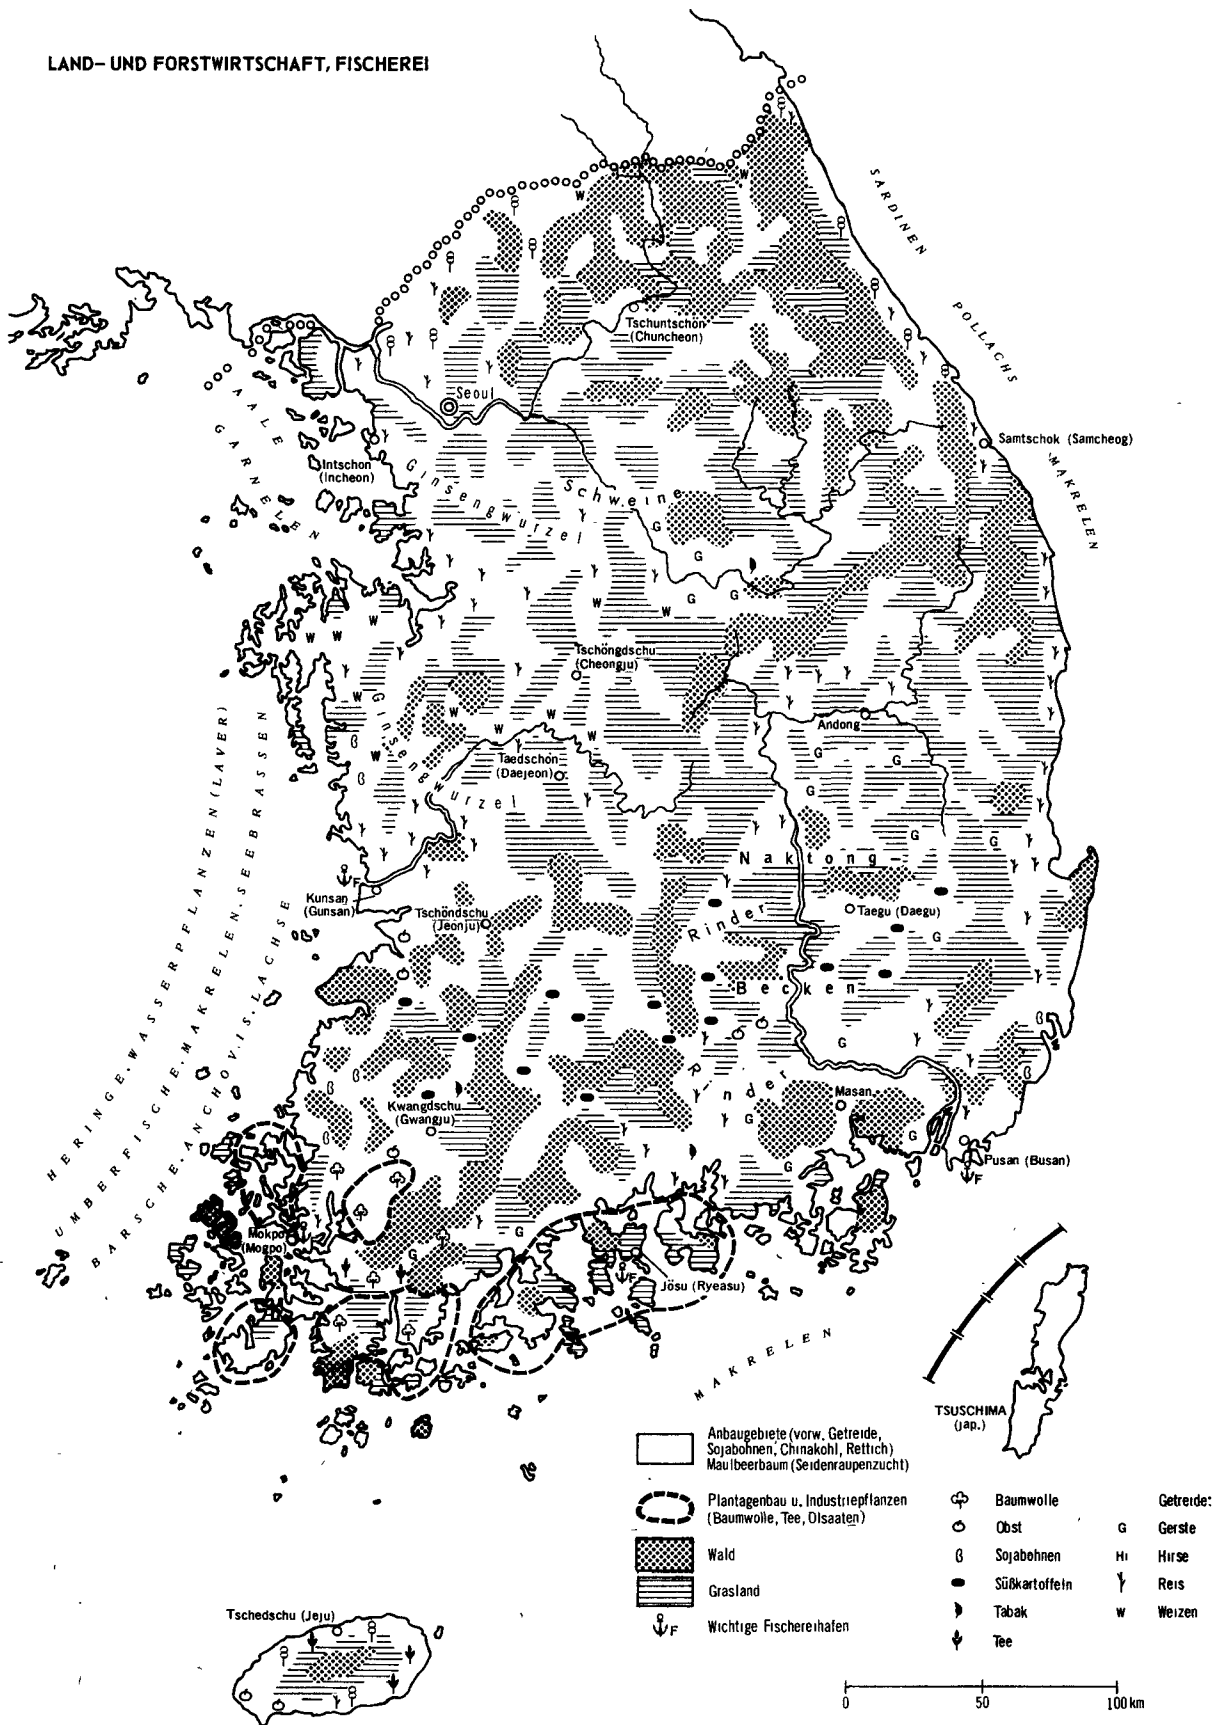 LAND- UND FORSTWIRTSCHAFT, FISCHEREI
SARDINEN
POLLACHS
MAKRELEN
Tschuntschön
(Chuncheon)
Seoul
Samtschok (Samcheog)
AALE
GARNELEN
Intschon
(Incheon)
Ginsengwurzel
Schweine
G
G
G
G
W
W
W
W
W
W
W
Tschöngdschu
(Cheongju)
W
Ginsengwurzel
W
W
W
W
W
Andong
G
G
G
Taedschön
(Daejeon)
G
G
Naktong-
Becken
Rinder
Rinder
F
Kunsan
(Gunsan)
Tschöndschu
(Jeonju)
Taegu (Daegu)
G
G
HERINGE. WASSERPFLANZEN (LAVER)
UMBERFISCHE. MAKRELEN. SEEBRASSEN
BARSCHE. ANCHOVIS. LACHSE
Kwangdschu
(Gwangju)
Masan
G
G
G
Pusan (Busan)
F
Mokpo
(Mogpo)
G
G
F
Jösu (Ryeasu)
MAKRELEN
TSUSCHIMA
(jap.)
Anbaugebiete (vorw. Getreide,
Sojabohnen, Chinakohl, Rettich)
Maulbeerbaum (Seidenraupenzucht)
Plantagenbau u. Industriepflanzen
(Baumwolle, Tee, Ölsaaten)
Wald
Grasland
F Wichtige Fischereihafen
Baumwolle
Obst
Sojabohnen
Süßkartoffeln
Tabak
Tee
Getreide:
G Gerste
Hi Hirse
Reis
W Weizen
Tschedschu (Jeju)
0 50 100 km